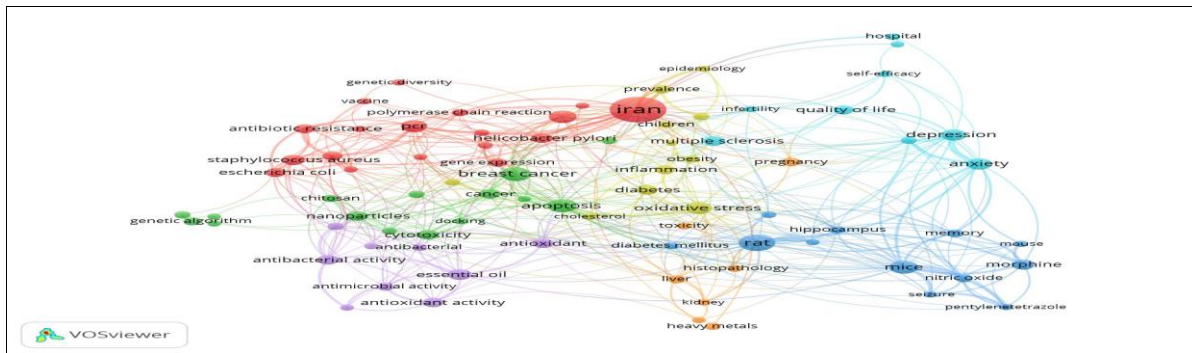 hospital
epidemiology
self-efficacy
genetic diversity
prevalence
vaccine
iran
infertility
quality of life
polymerase chain reaction
children
antibiotic resistance
pcr
helicobacter pylori
multiple sclerosis
depression
staphylococcus aureus
gene expression
obesity
pregnancy
anxiety
escherichia coli
breast cancer
inflammation
chitosan
cancer
diabetes
genetic algorithm
nanoparticles
docking
apoptosis
cholesterol
oxidative stress
toxicity
hippocampus
memory
cytotoxicity
antibacterial
antioxidant
diabetes mellitus
rat
mouse
antibacterial activity
essential oil
histopathology
mice
morphine
liver
nitric oxide
antimicrobial activity
seizure
antioxidant activity
kidney
pentylenetetrazole
heavy metals
VOSviewer